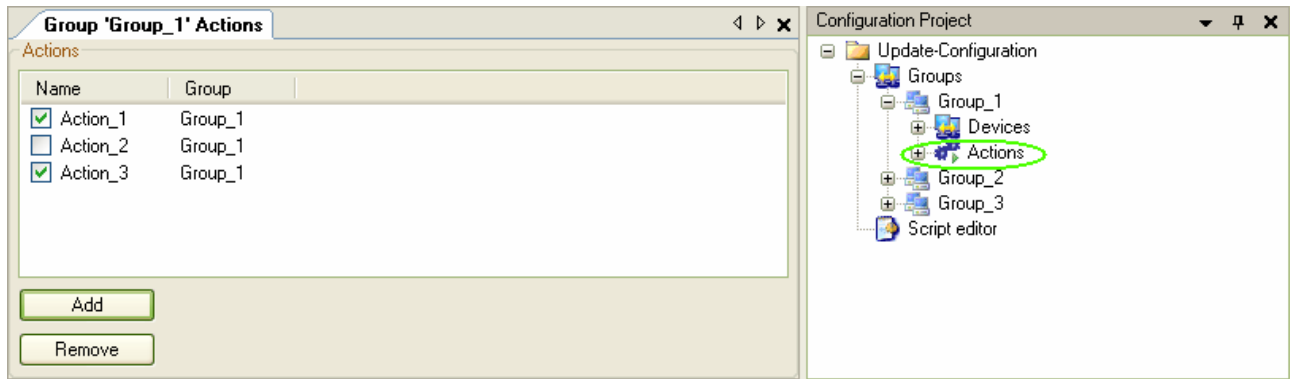 Group 'Group_1' Actions
Actions
Name Group
Action_1 Group_1
Action_2 Group_1
Action_3 Group_1
Add
Remove
Configuration Project
Update-Configuration
Groups
Group_1
Devices
Actions
Group_2
Group_3
Script editor